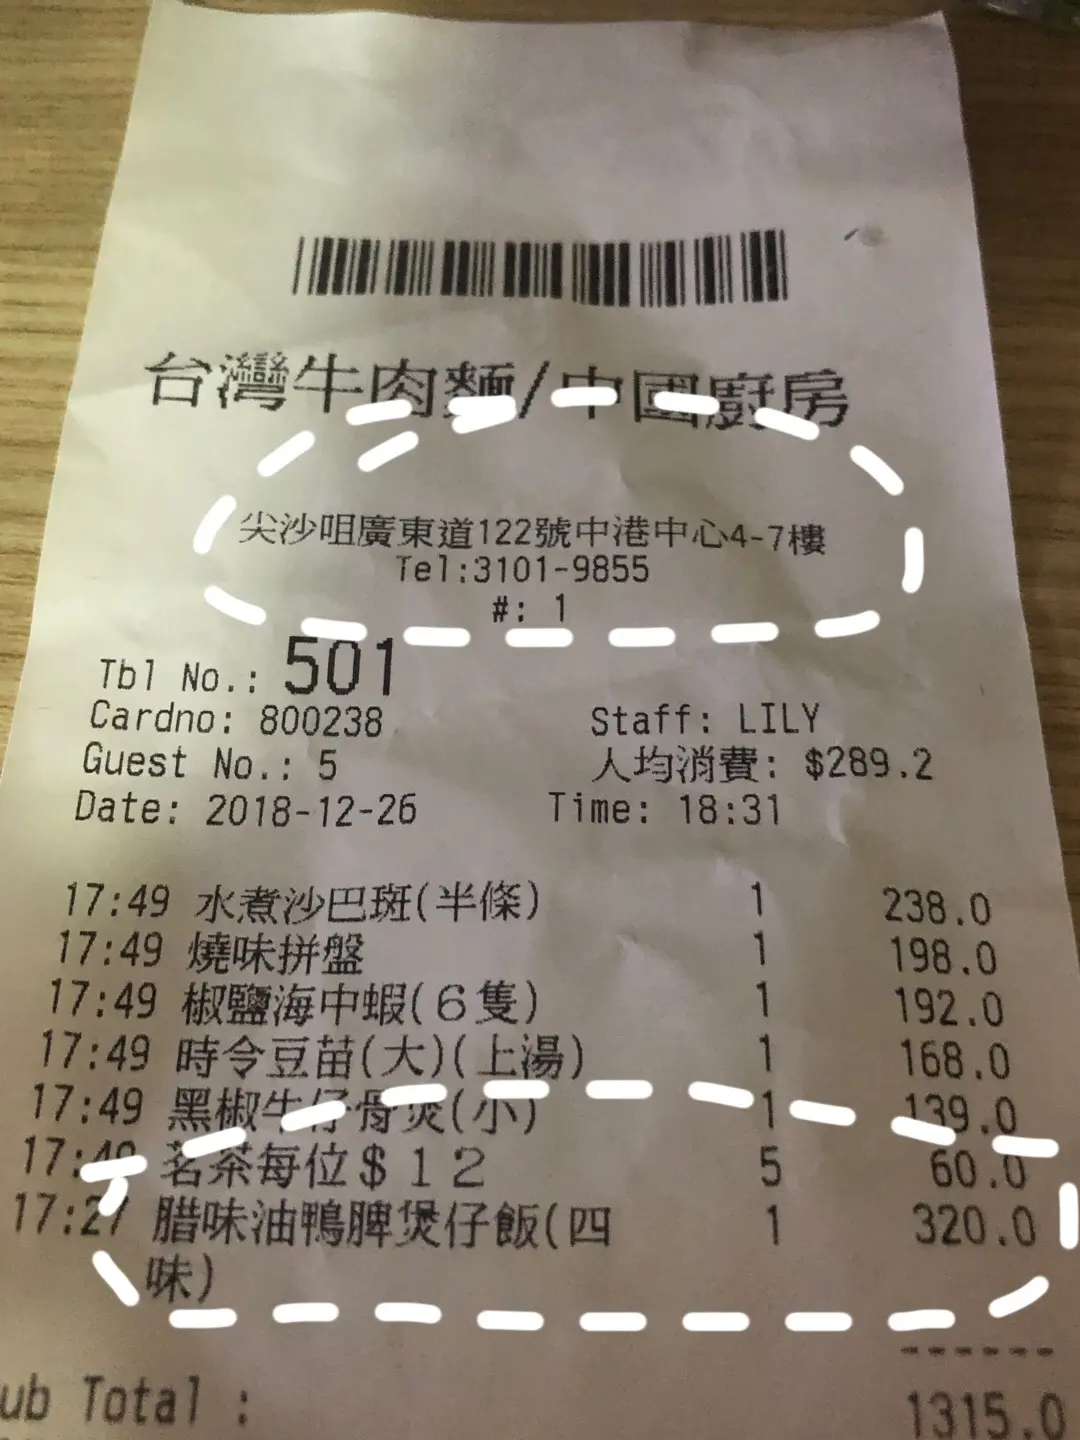 台灣牛肉麵/中國廚房
尖沙咀廣東道122號中港中心4-7樓
Tel:3101-9855
#: 1
Tbl No.: 501
Cardno: 800238 Staff: LILY
Guest No.: 5 人均消費: $289.2
Date: 2018-12-26 Time: 18:31
17:49 水煮沙巴斑(半條) 1 238.0
17:49 燒味拼盤 1 198.0
17:49 椒鹽海中蝦(6隻) 1 192.0
17:49 時令豆苗(大)(上湯) 1 168.0
17:49 黑椒牛仔骨煲(小) 1 139.0
17:49 茗茶每位$12 5 60.0
17:27 腊味油鴨脾煲仔飯(四 1 320.0
味)
ub Total : 1315.0